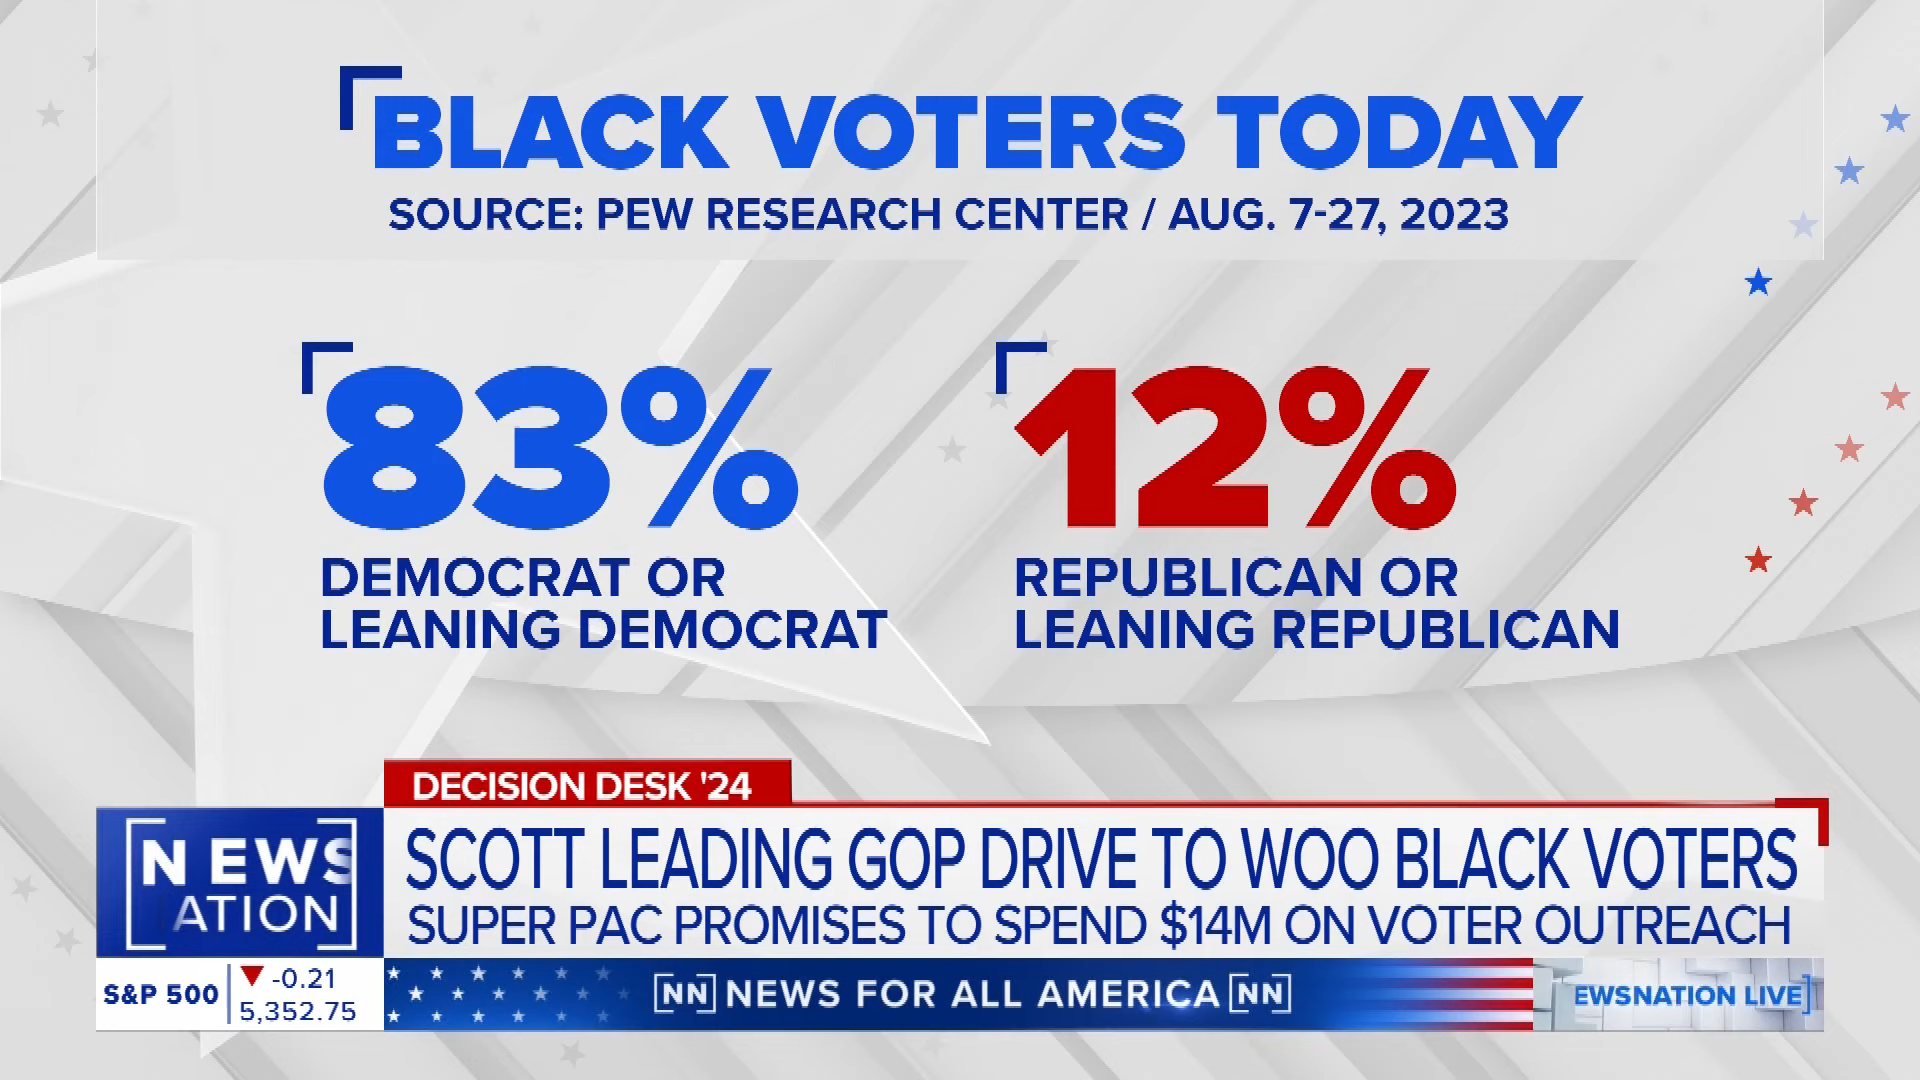 BLACK VOTERS TODAY
SOURCE: PEW RESEARCH CENTER / AUG. 7-27, 2023
83%
DEMOCRAT OR
LEANING DEMOCRAT
12%
REPUBLICAN OR
LEANING REPUBLICAN
DECISION DESK '24
NEWS
ATION
SCOTT LEADING GOP DRIVE TO WOO BLACK VOTERS
SUPER PAC PROMISES TO SPEND $14M ON VOTER OUTREACH
S&P 500
▼ -0.21
5,352.75
[NN] NEWS FOR ALL AMERICA [NN]
EWSNATION LIVE]